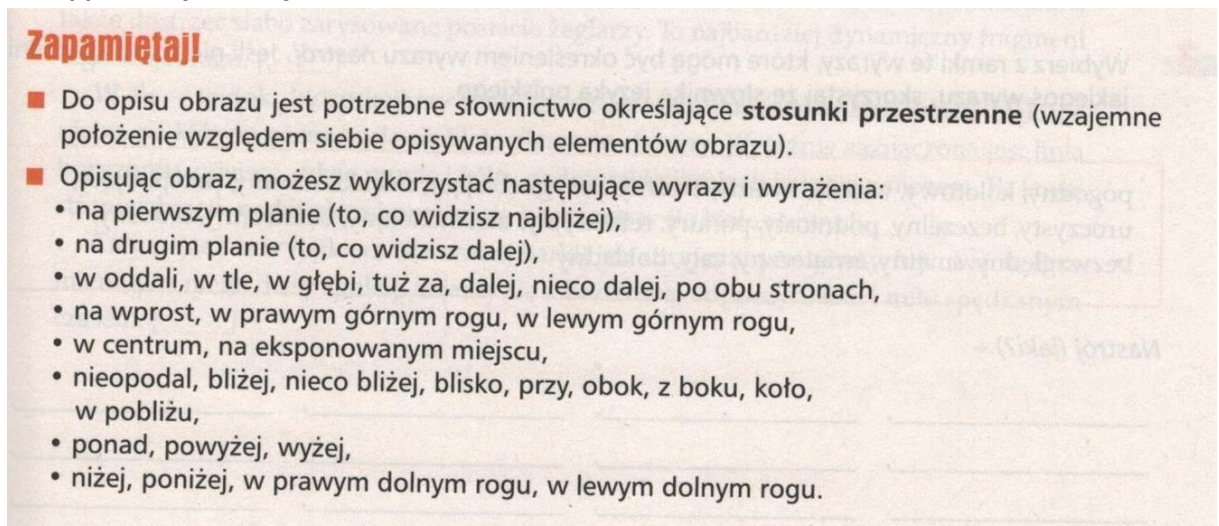 Zapamiętaj!
■ Do opisu obrazu jest potrzebne słownictwo określające stosunki przestrzenne (wzajemne
położenie względem siebie opisywanych elementów obrazu).
■ Opisując obraz, możesz wykorzystać następujące wyrazy i wyrażenia:
• na pierwszym planie (to, co widzisz najbliżej),
• na drugim planie (to, co widzisz dalej),
• w oddali, w tle, w głębi, tuż za, dalej, nieco dalej, po obu stronach,
• na wprost, w prawym górnym rogu, w lewym górnym rogu,
• w centrum, na eksponowanym miejscu,
• nieopodal, bliżej, nieco bliżej, blisko, przy, obok, z boku, koło,
w pobliżu,
• ponad, powyżej, wyżej,
• niżej, poniżej, w prawym dolnym rogu, w lewym dolnym rogu.